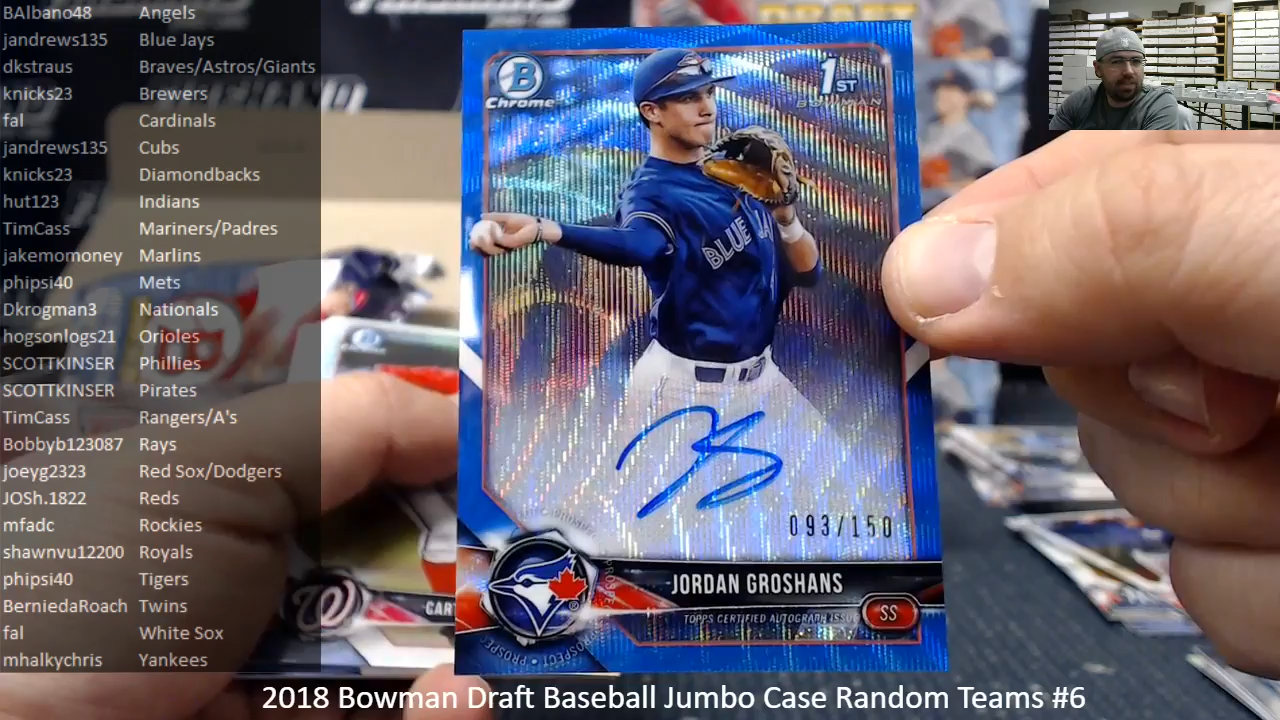 BAlbano48 Angels
jandrews135 Blue Jays
dkstraus Braves/Astros/Giants
knicks23 Brewers
fal Cardinals
jandrews135 Cubs
knicks23 Diamondbacks
hut123 Indians
TimCass Mariners/Padres
jakemomoney Marlins
phipsi40 Mets
Dkrogman3 Nationals
hogsonlogs21 Orioles
SCOTTKINSER Phillies
SCOTTKINSER Pirates
TimCass Rangers/A's
Bobbyb123087 Rays
joeyg2323 Red Sox/Dodgers
JOSh.1822 Reds
mfadc Rockies
shawnvu12200 Royals
phipsi40 Tigers
BerniedaRoach Twins
fal White Sox
mhalkychris Yankees
B
Chrome
1ST
BOWMAN
BLUE JA
093/150
JORDAN GROSHANS
TOPPS CERTIFIED AUTOGRAPH ISSUE
SS
W
CAR
2018 Bowman Draft Baseball Jumbo Case Random Teams #6